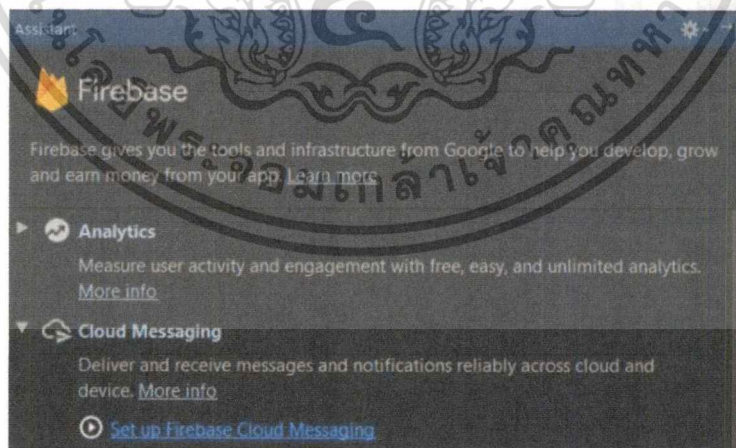 Assistant
Firebase
Firebase gives you the tools and infrastructure from Google to help you develop, grow
and earn money from your app. Learn more
Analytics
Measure user activity and engagement with free, easy, and unlimited analytics.
More info
Cloud Messaging
Deliver and receive messages and notifications reliably across cloud and
device. More info
Set up Firebase Cloud Messaging